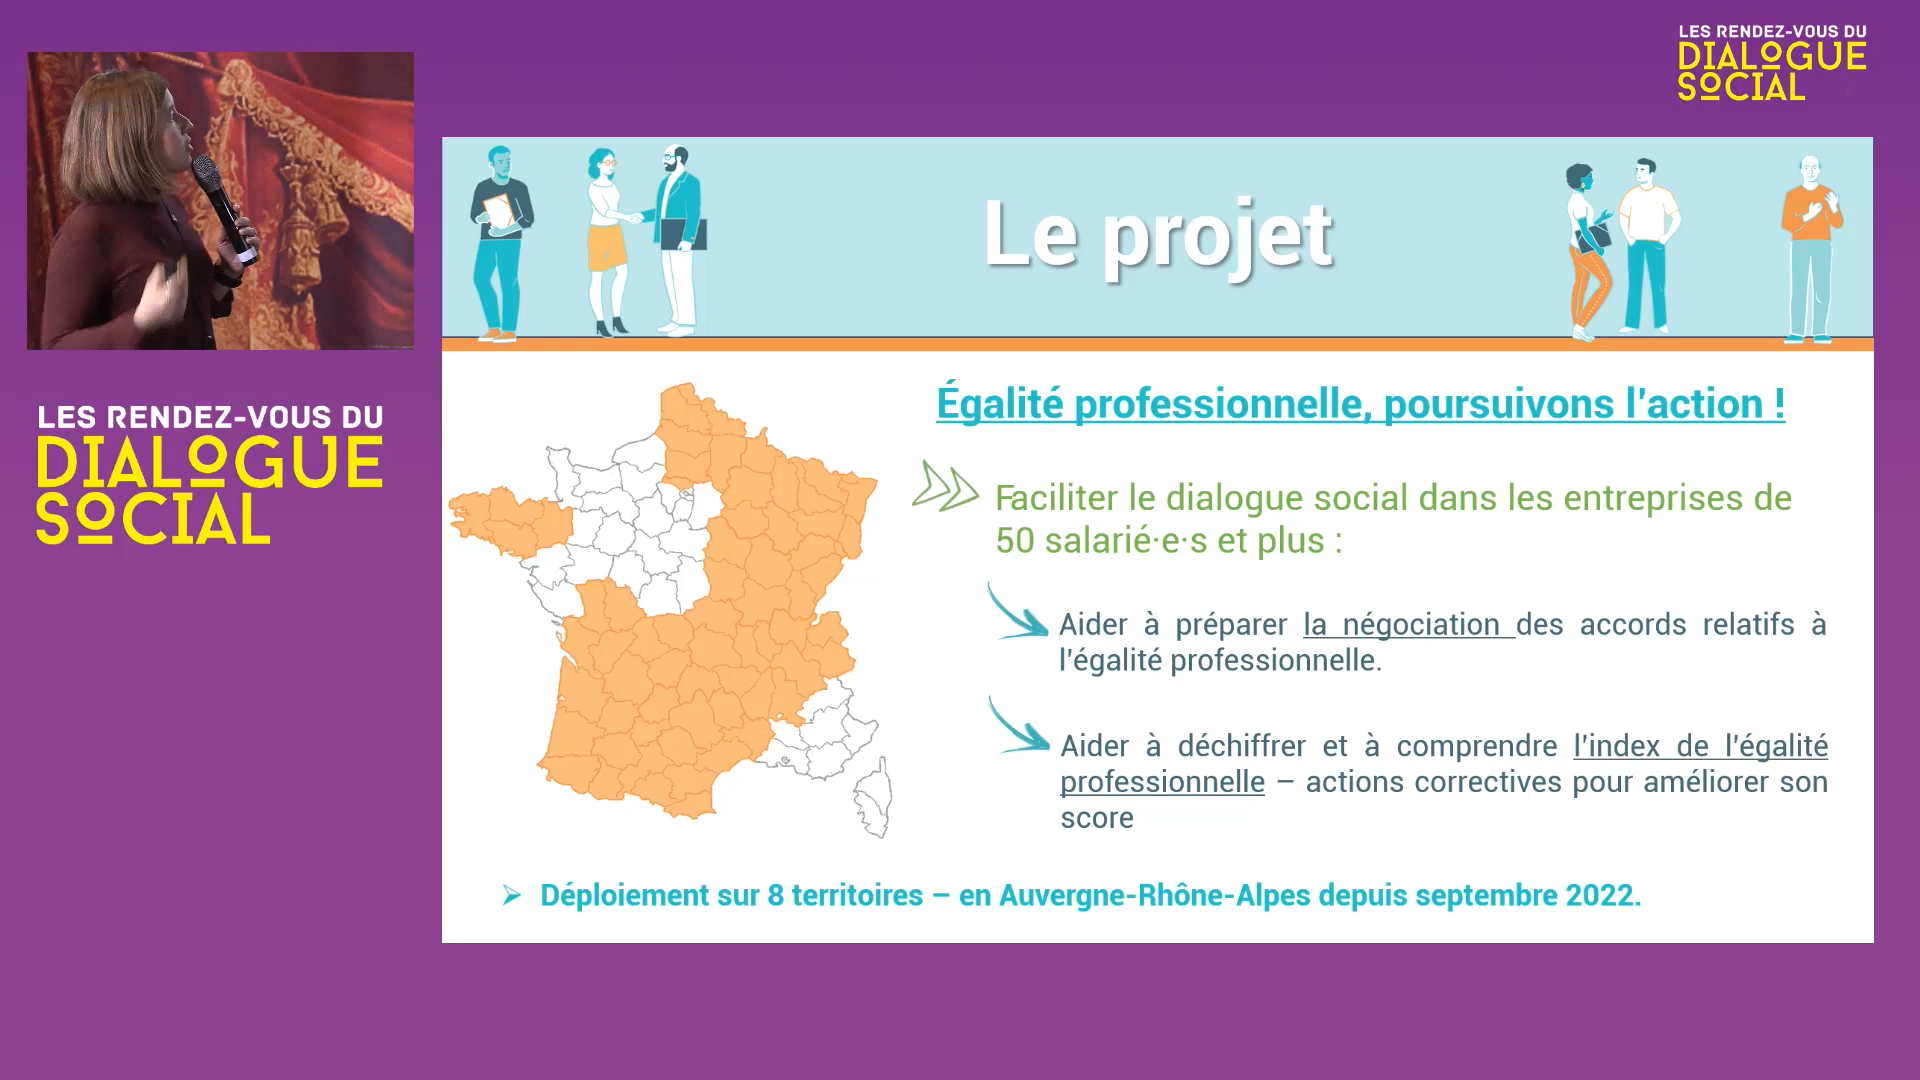 LES RENDEZ-VOUS DU
DIALOGUE
SOCIAL
LES RENDEZ-VOUS DU
DIALOGUE
SOCIAL
Le projet
Égalité professionnelle, poursuivons l'action !
Faciliter le dialogue social dans les entreprises de
50 salarié·e·s et plus :
Aider à préparer la négociation des accords relatifs à
l'égalité professionnelle.
Aider à déchiffrer et à comprendre l'index de l'égalité
professionnelle – actions correctives pour améliorer son
score
➢ Déploiement sur 8 territoires – en Auvergne-Rhône-Alpes depuis septembre 2022.